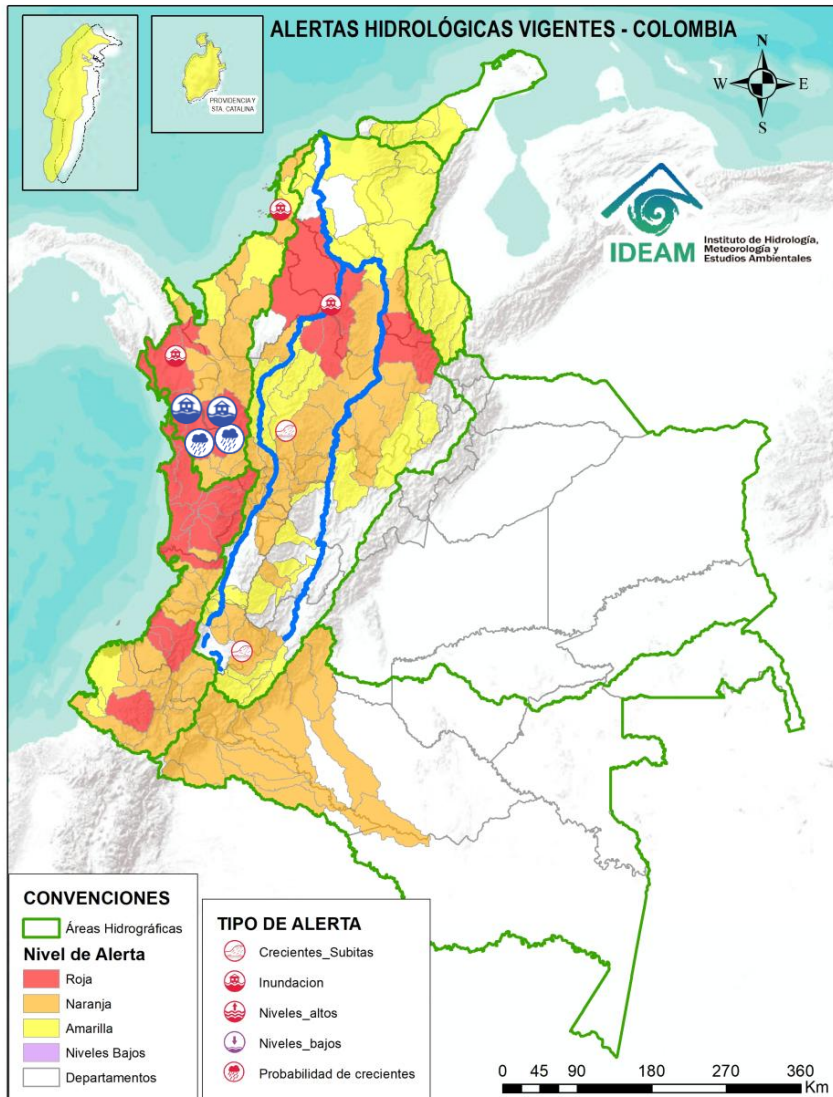 ALERTAS HIDROLÓGICAS VIGENTES - COLOMBIA
PROVIDENCIA Y
STA. CATALINA
N
W
E
S
IDEAM
Instituto de Hidrología,
Meteorología y
Estudios Ambientales
CONVENCIONES
Áreas Hidrográficas
Nivel de Alerta
Roja
Naranja
Amarilla
Niveles Bajos
Departamentos
TIPO DE ALERTA
Crecientes_Subitas
Inundacion
Niveles_altos
Niveles_bajos
Probabilidad de crecientes
0 45 90 180 270 360
Km